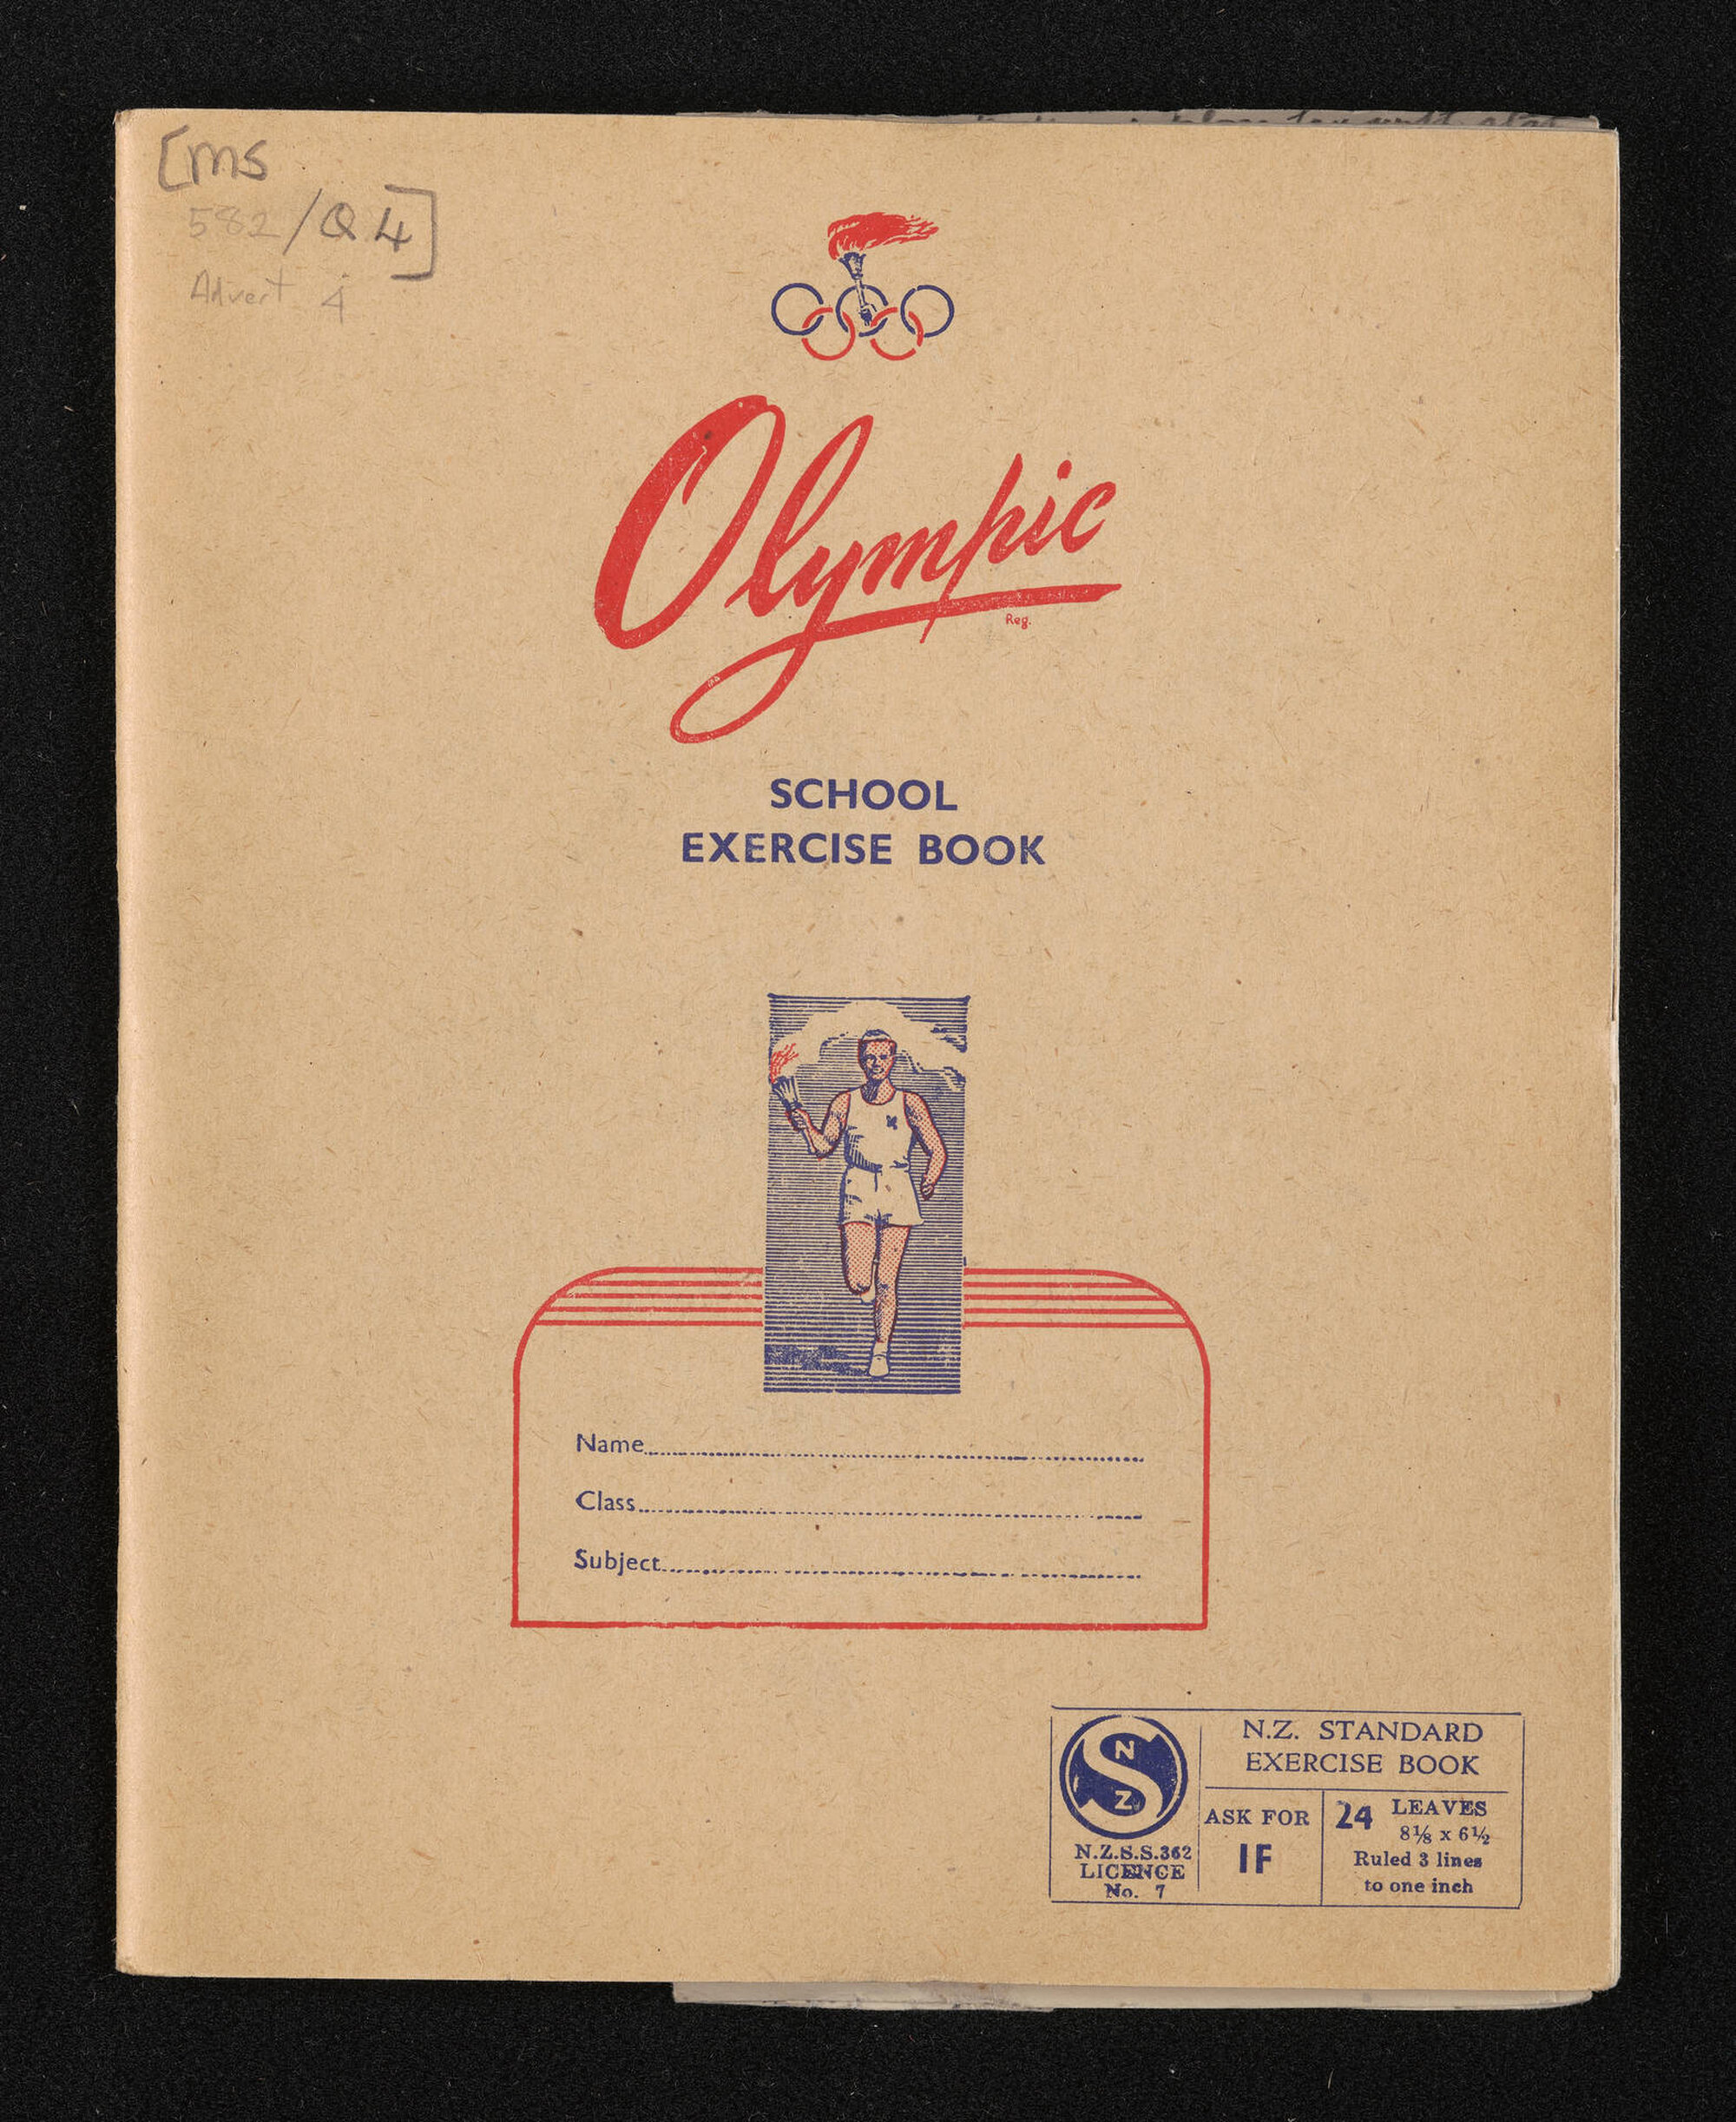 [MS
582/Q4]
Advert 4
Olympic
Reg.
SCHOOL
EXERCISE BOOK
Name
Class
Subject
N
Z
N.Z.S.S.362
LICENCE
No. 7
N.Z. STANDARD
EXERCISE BOOK
ASK FOR
1F
24 LEAVES
8⅛ x 6½
Ruled 3 lines
to one inch